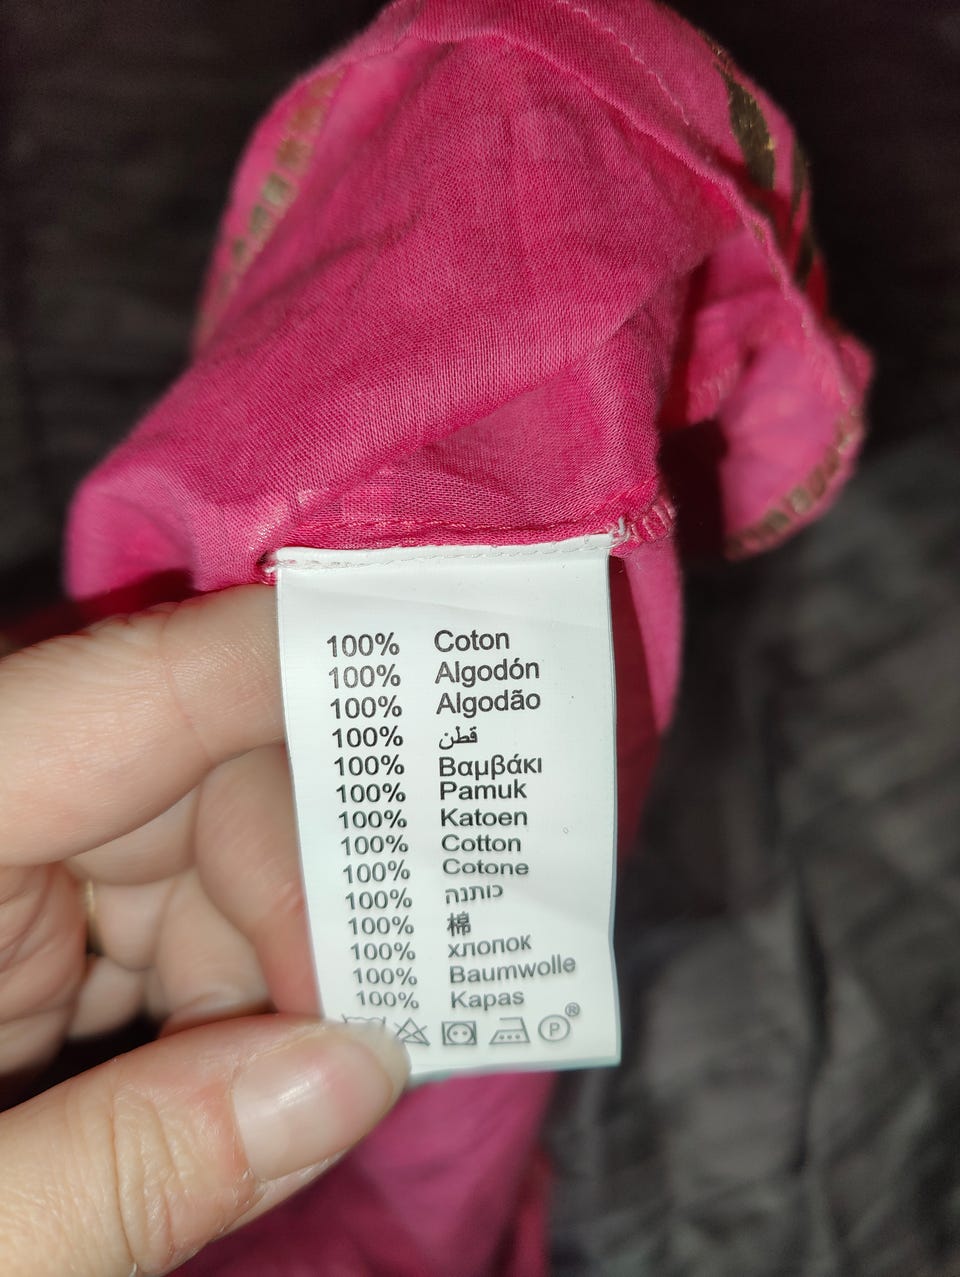 100% Coton
100% Algodón
100% Algodão
100% قطن
100% Βαμβάκι
100% Pamuk
100% Katoen
100% Cotton
100% Cotone
100% כותנה
100% 棉
100% хлопок
100% Baumwolle
100% Kapas
P ®